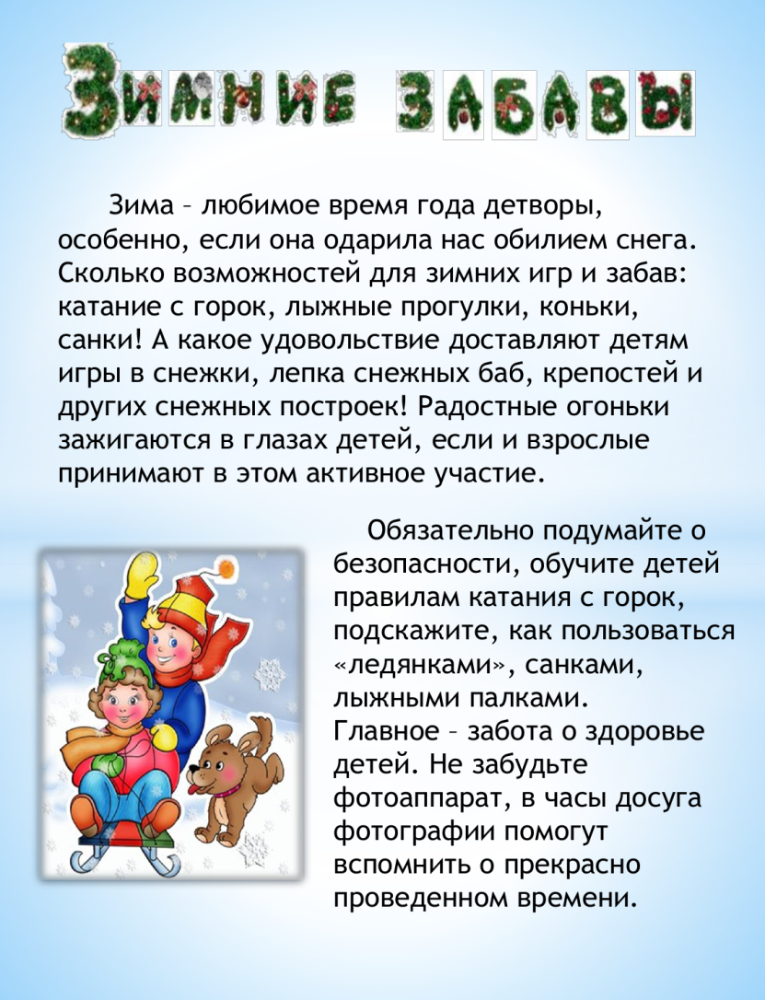 Зимние забавы
Зима – любимое время года детворы,
особенно, если она одарила нас обилием снега.
Сколько возможностей для зимних игр и забав:
катание с горок, лыжные прогулки, коньки,
санки! А какое удовольствие доставляют детям
игры в снежки, лепка снежных баб, крепостей и
других снежных построек! Радостные огоньки
зажигаются в глазах детей, если и взрослые
принимают в этом активное участие.
Обязательно подумайте о
безопасности, обучите детей
правилам катания с горок,
подскажите, как пользоваться
«ледянками», санками,
лыжными палками.
Главное – забота о здоровье
детей. Не забудьте
фотоаппарат, в часы досуга
фотографии помогут
вспомнить о прекрасно
проведенном времени.